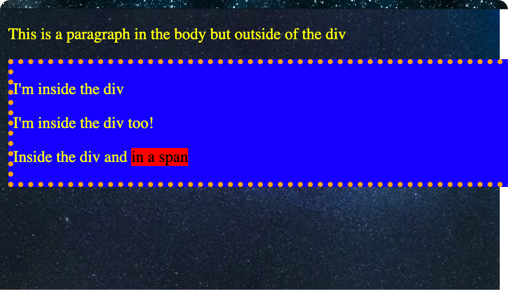 This is a paragraph in the body but outside of the div
I'm inside the div
I'm inside the div too!
Inside the div and in a span